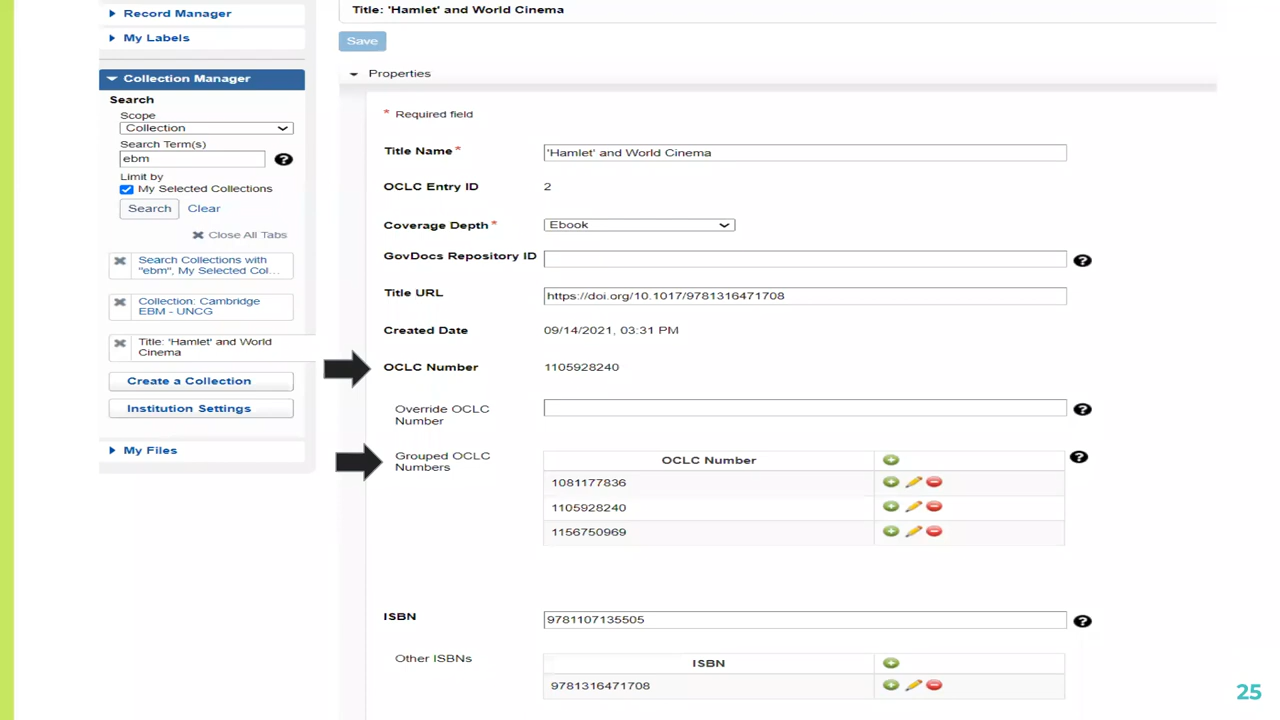 Record Manager
My Labels
Collection Manager
Search
Scope
Collection
Search Term(s)
ebm
Limit by
My Selected Collections
Search Clear
Close All Tabs
Search Collections with
"ebm", My Selected Col...
Collection: Cambridge
EBM - UNCG
Title: 'Hamlet' and World
Cinema
Create a Collection
Institution Settings
My Files
Title: 'Hamlet' and World Cinema
Save
Properties
* Required field
Title Name* 'Hamlet' and World Cinema
OCLC Entry ID 2
Coverage Depth* Ebook
GovDocs Repository ID
Title URL https://doi.org/10.1017/9781316471708
Created Date 09/14/2021, 03:31 PM
OCLC Number 1105928240
Override OCLC
Number
Grouped OCLC
Numbers
OCLC Number
1081177836
1105928240
1156750969
ISBN 9781107135505
Other ISBNs
ISBN
9781316471708
25